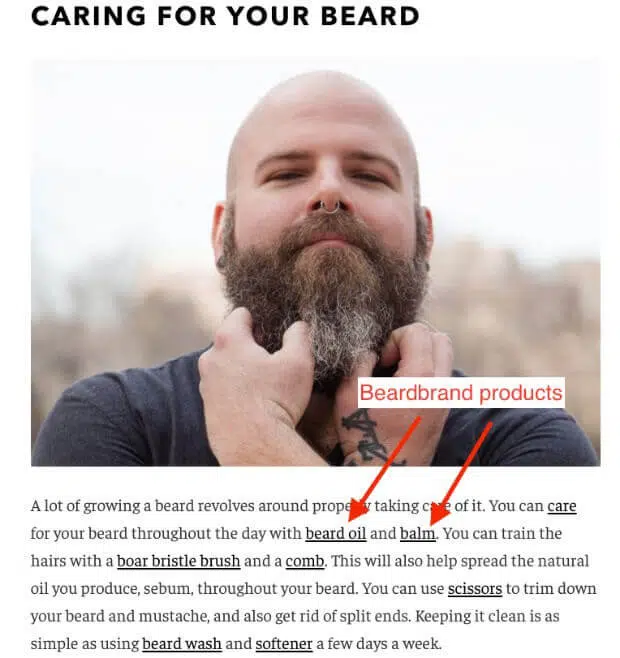 CARING FOR YOUR BEARD
Beardbrand products
A lot of growing a beard revolves around properly taking care of it. You can care
for your beard throughout the day with beard oil and balm. You can train the
hairs with a boar bristle brush and a comb. This will also help spread the natural
oil you produce, sebum, throughout your beard. You can use scissors to trim down
your beard and mustache, and also get rid of split ends. Keeping it clean is as
simple as using beard wash and softener a few days a week.